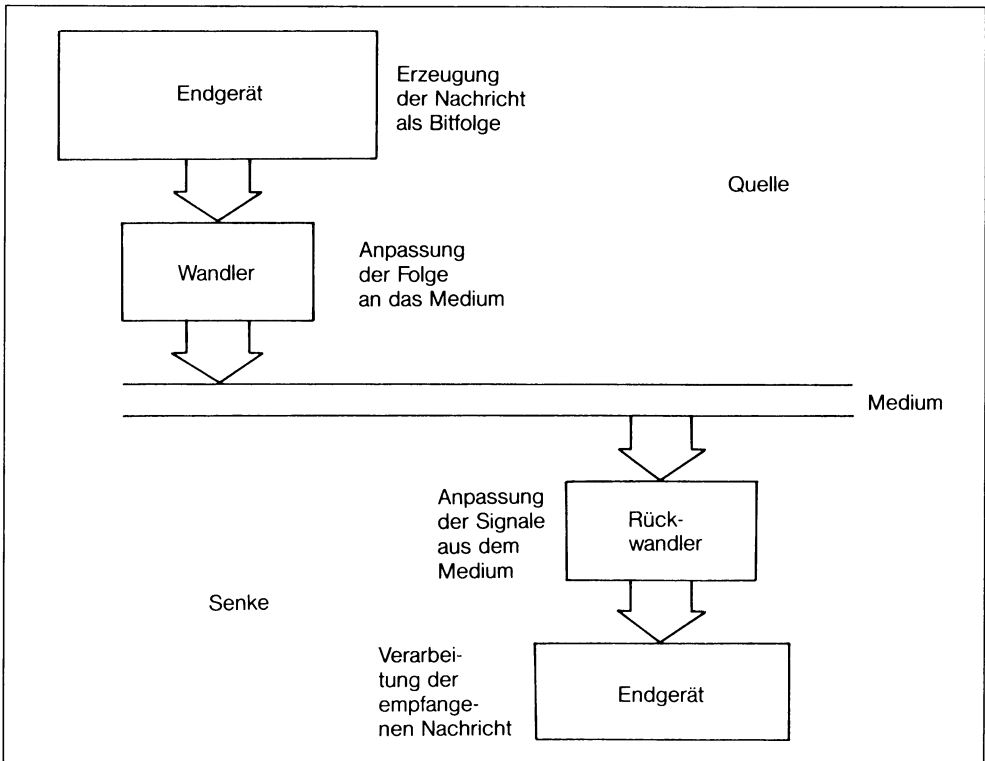 Endgerät
Erzeugung
der Nachricht
als Bitfolge
Quelle
Wandler
Anpassung
der Folge
an das Medium
Medium
Anpassung
der Signale
aus dem
Medium
Rück-
wandler
Senke
Verarbei-
tung der
empfange-
nen Nachricht
Endgerät